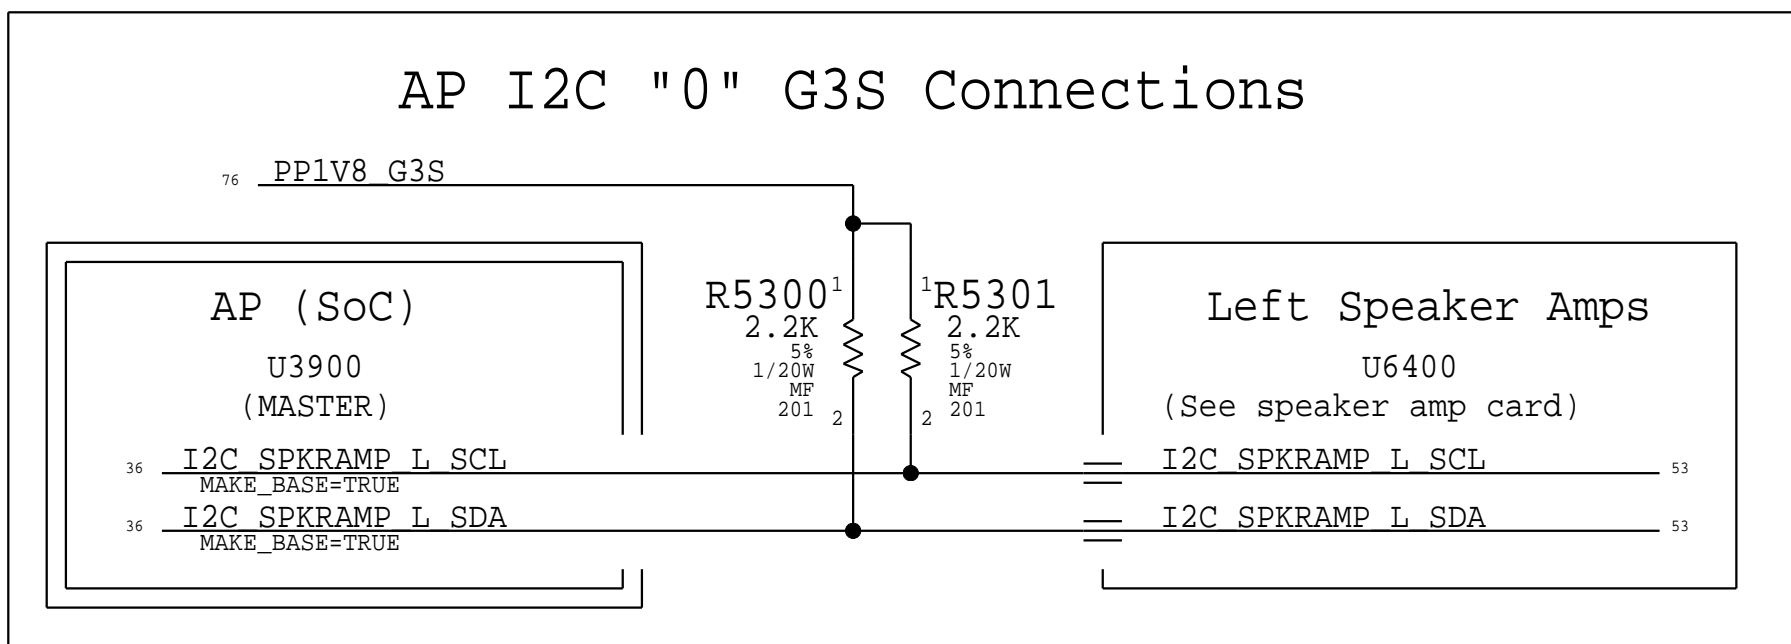 AP I2C "0" G3S Connections
76 PP1V8_G3S
AP (SoC)
U3900
(MASTER)
R5300 1
2.2K
5%
1/20W
MF
201
2
1 R5301
2.2K
5%
1/20W
MF
201
2
Left Speaker Amps
U6400
(See speaker amp card)
36 I2C_SPKRAMP_L_SCL
MAKE_BASE=TRUE
I2C_SPKRAMP_L_SCL 53
36 I2C_SPKRAMP_L_SDA
MAKE_BASE=TRUE
I2C_SPKRAMP_L_SDA 53